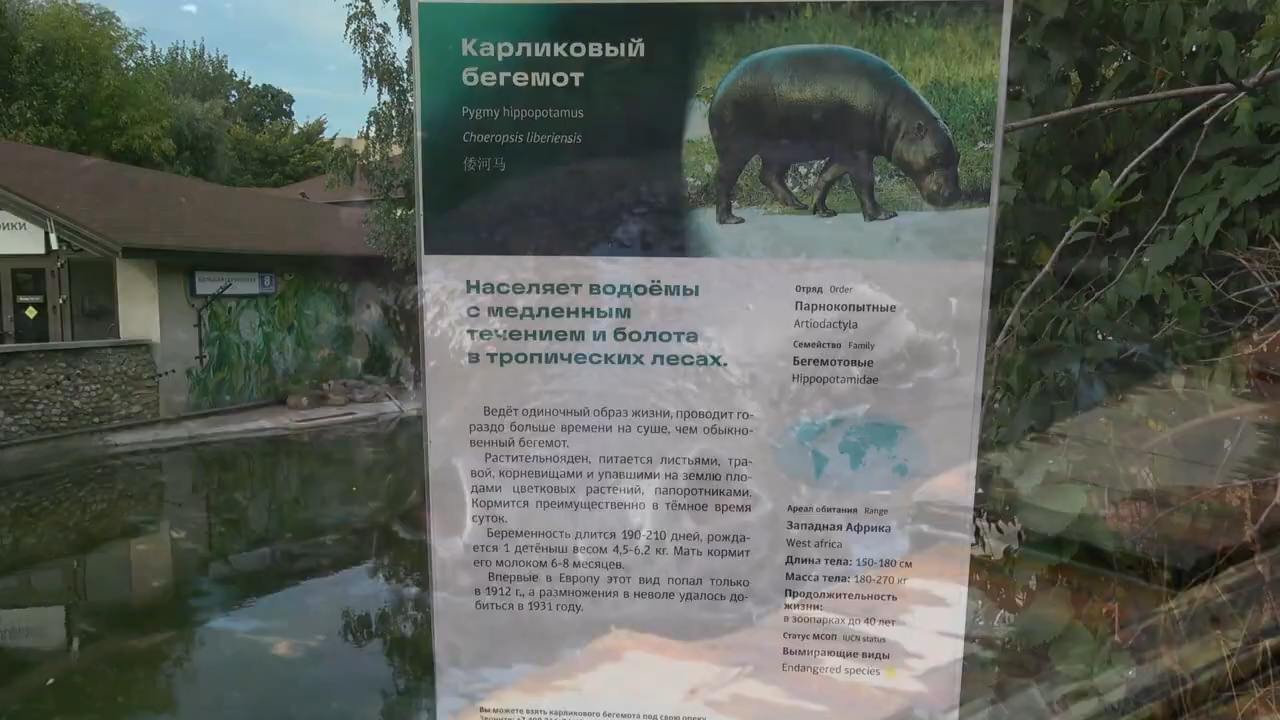 Карликовый
бегемот
Pygmy hippopotamus
Choeropsis liberiensis
倭河马
Населяет водоёмы
с медленным
течением и болота
в тропических лесах.
Ведёт одиночный образ жизни, проводит го-
раздо больше времени на суше, чем обыкно-
венный бегемот.
Растительнояден, питается листьями, тра-
вой, корневищами и упавшими на землю пло-
дами цветковых растений, папоротниками.
Кормится преимущественно в тёмное время
суток.
Беременность длится 190-210 дней, рожда-
ется 1 детёныш весом 4,5-6,2 кг. Мать кормит
его молоком 6-8 месяцев.
Впервые в Европу этот вид попал только
в 1912 г., а размножения в неволе удалось до-
биться в 1931 году.
Отряд Order
Парнокопытные
Artiodactyla
Семейство Family
Бегемотовые
Hippopotamidae
Ареал обитания Range
Западная Африка
West africa
Длина тела: 150-180 см
Масса тела: 180-270 кг
Продолжительность
жизни:
в зоопарках до 40 лет
Статус МСОП IUCN status
Вымирающие виды
Endangered species
Вы можете взять карликового бегемота под свою опеку
8